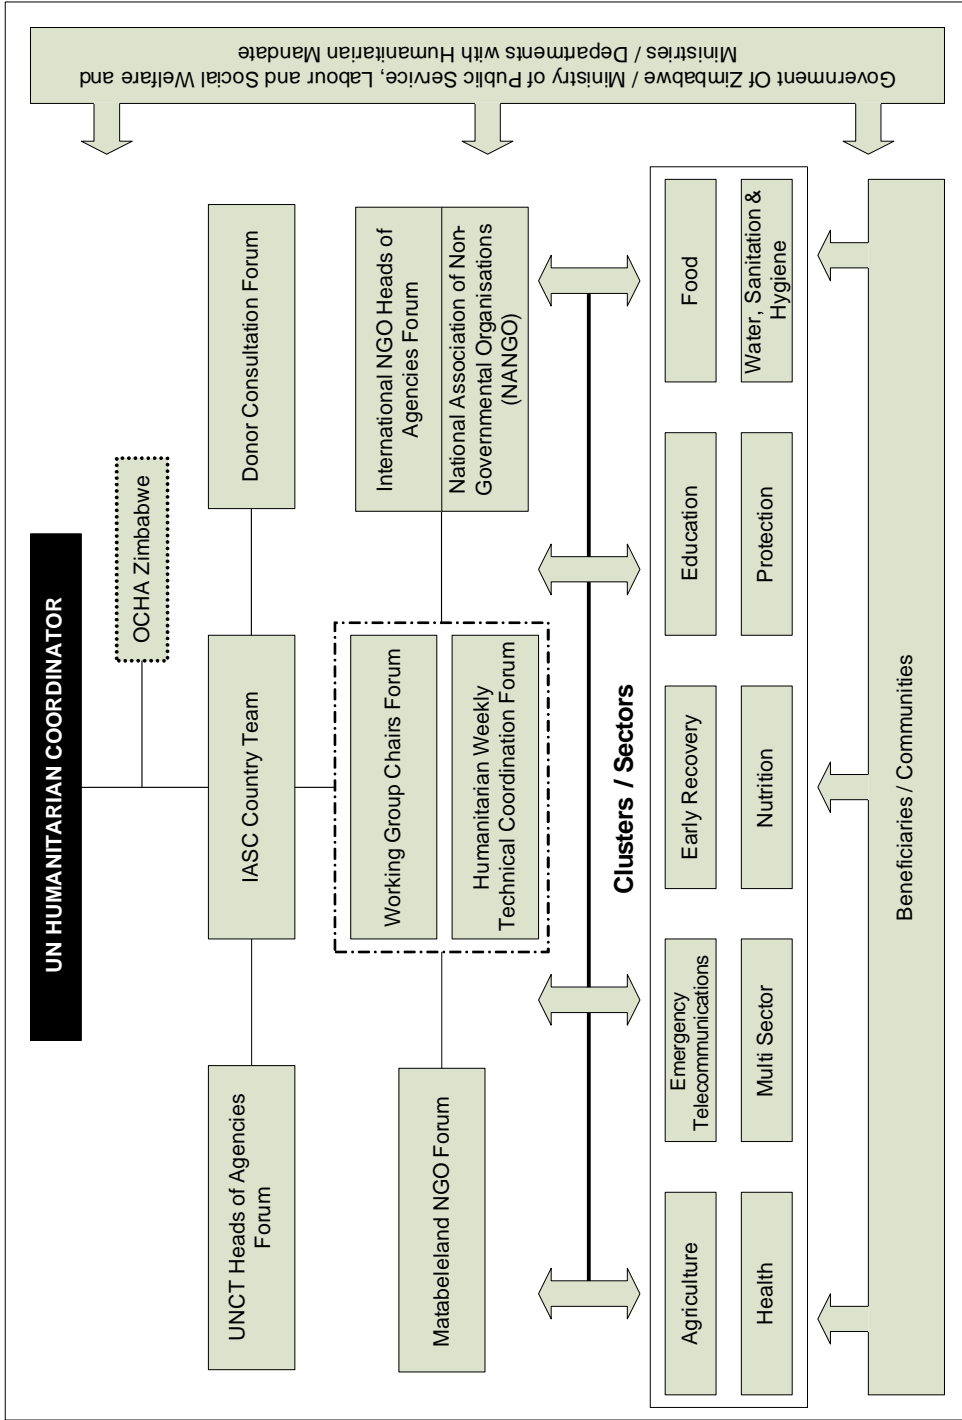 UN HUMANITARIAN COORDINATOR
OCHA Zimbabwe
UNCT Heads of Agencies
Forum
IASC Country Team
Donor Consultation Forum
Matabeleland NGO Forum
Working Group Chairs Forum
Humanitarian Weekly
Technical Coordination Forum
International NGO Heads of
Agencies Forum
National Association of Non-
Governmental Organisations
(NANGO)
Clusters / Sectors
Agriculture
Emergency
Telecommunications
Early Recovery
Education
Food
Health
Multi Sector
Nutrition
Protection
Water, Sanitation &
Hygiene
Beneficiaries / Communities
Government Of Zimbabwe / Ministry of Public Service, Labour and Social Welfare and
Ministries / Departments with Humanitarian Mandate